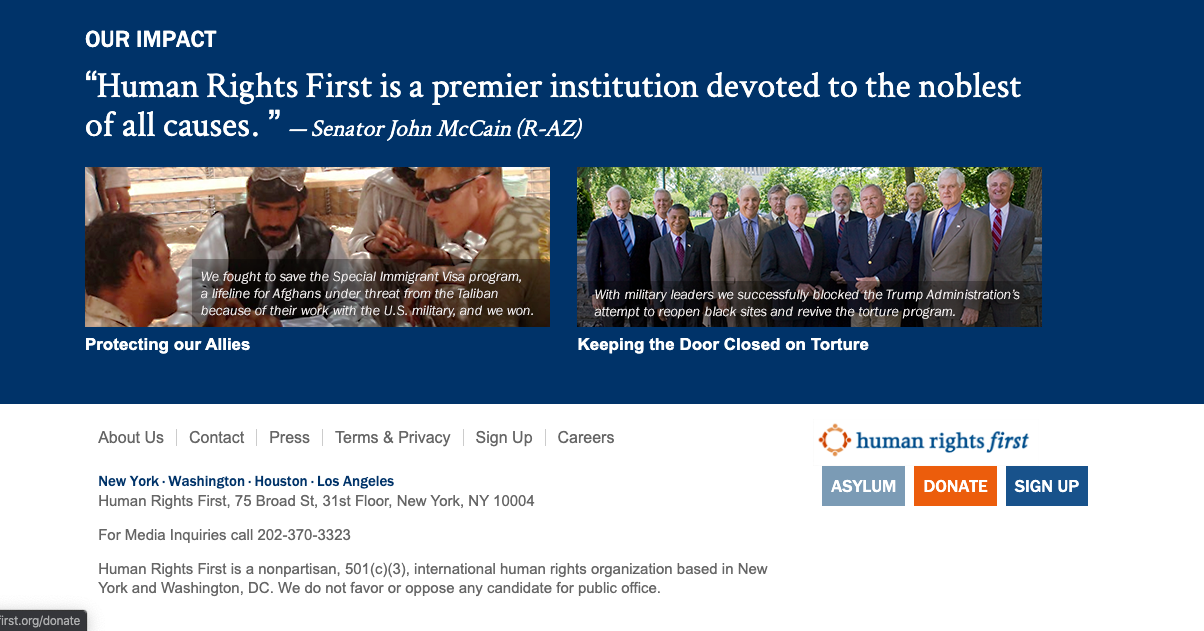 OUR IMPACT
“Human Rights First is a premier institution devoted to the noblest
of all causes. ” — Senator John McCain (R-AZ)
We fought to save the Special Immigrant Visa program,
a lifeline for Afghans under threat from the Taliban
because of their work with the U.S. military, and we won.
Protecting our Allies
With military leaders we successfully blocked the Trump Administration’s
attempt to reopen black sites and revive the torture program.
Keeping the Door Closed on Torture
About Us | Contact | Press | Terms & Privacy | Sign Up | Careers
New York · Washington · Houston · Los Angeles
Human Rights First, 75 Broad St, 31st Floor, New York, NY 10004
For Media Inquiries call 202-370-3323
Human Rights First is a nonpartisan, 501(c)(3), international human rights organization based in New
York and Washington, DC. We do not favor or oppose any candidate for public office.
human rights first
ASYLUM DONATE SIGN UP
first.org/donate